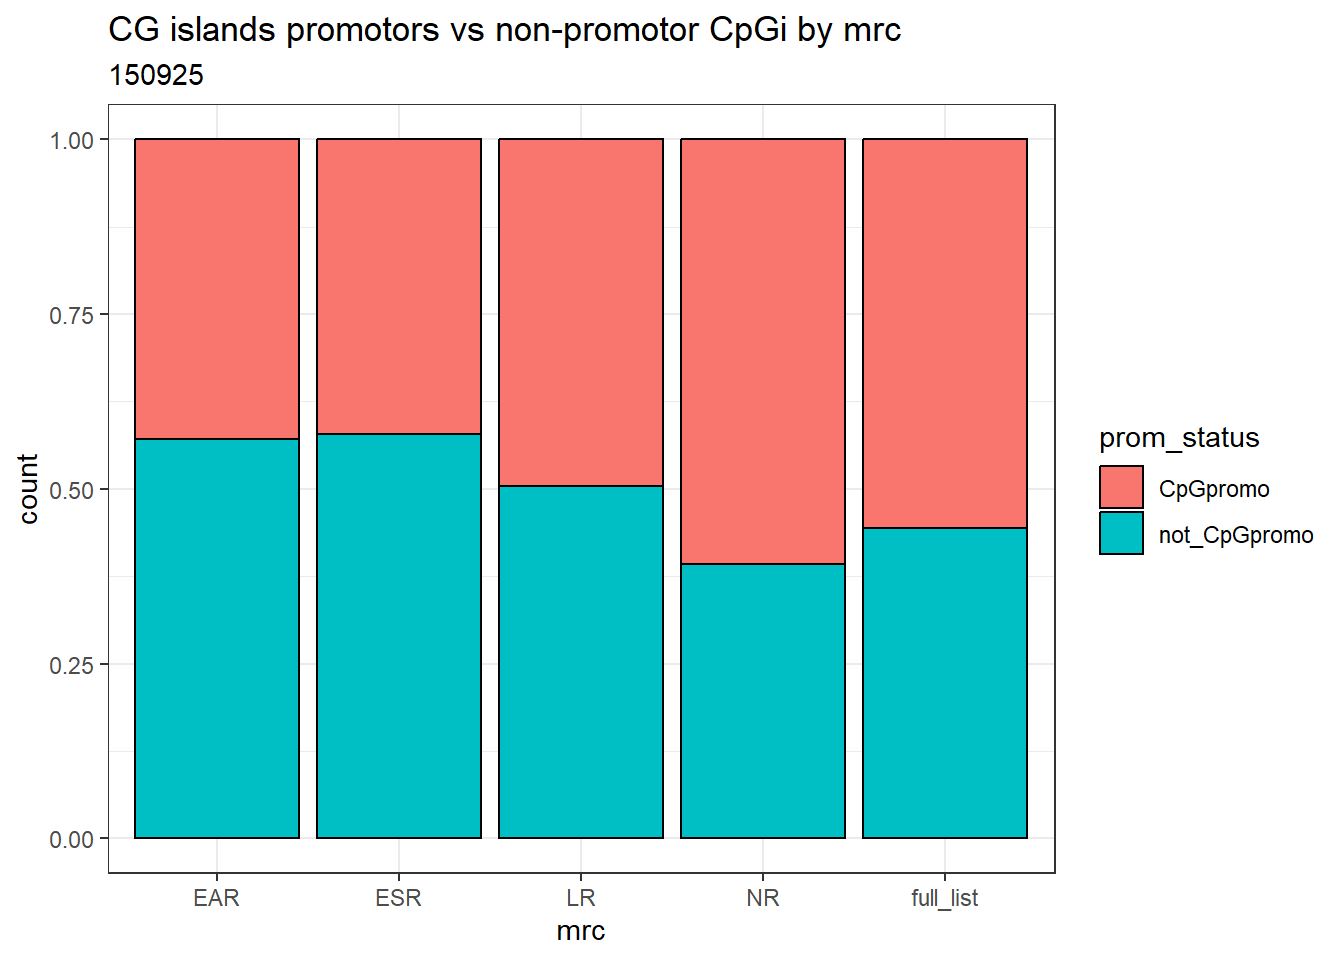 CG islands promotors vs non-promotor CpGi by mrc
150925
1.00
0.75
0.50
0.25
0.00
count
EAR ESR LR NR full_list
mrc
prom_status
CpGpromo
not_CpGpromo